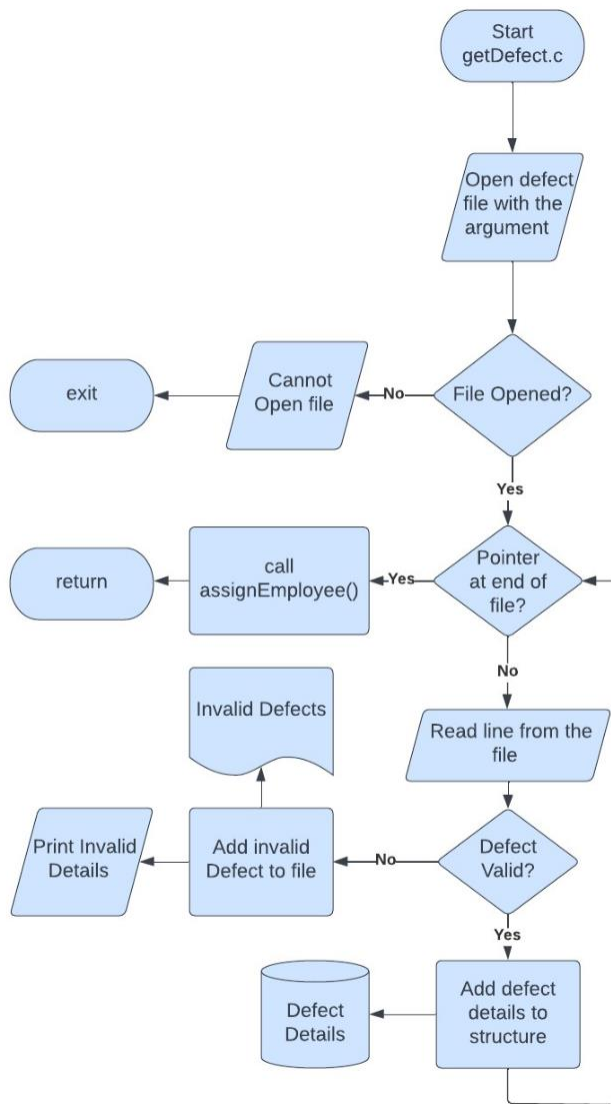 Start
getDefect.c
Open defect
file with the
argument
File Opened?
No
Cannot
Open file
exit
Yes
Pointer
at end of
file?
Yes
call
assignEmployee()
return
No
Read line from the
file
Defect
Valid?
No
Add invalid
Defect to file
Invalid Defects
Print Invalid
Details
Yes
Add defect
details to
structure
Defect
Details